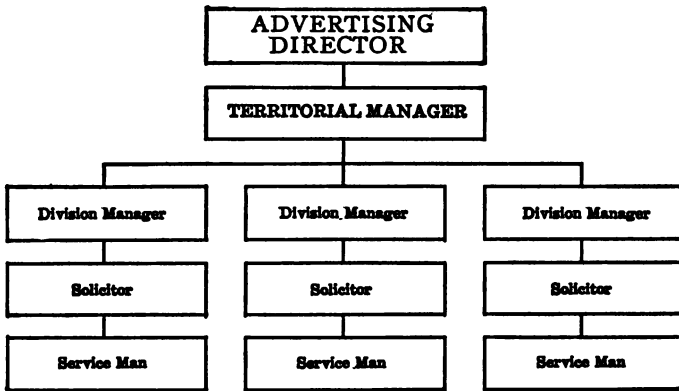 ADVERTISING
DIRECTOR
TERRITORIAL MANAGER
Division Manager
Division Manager
Division Manager
Solicitor
Solicitor
Solicitor
Service Man
Service Man
Service Man